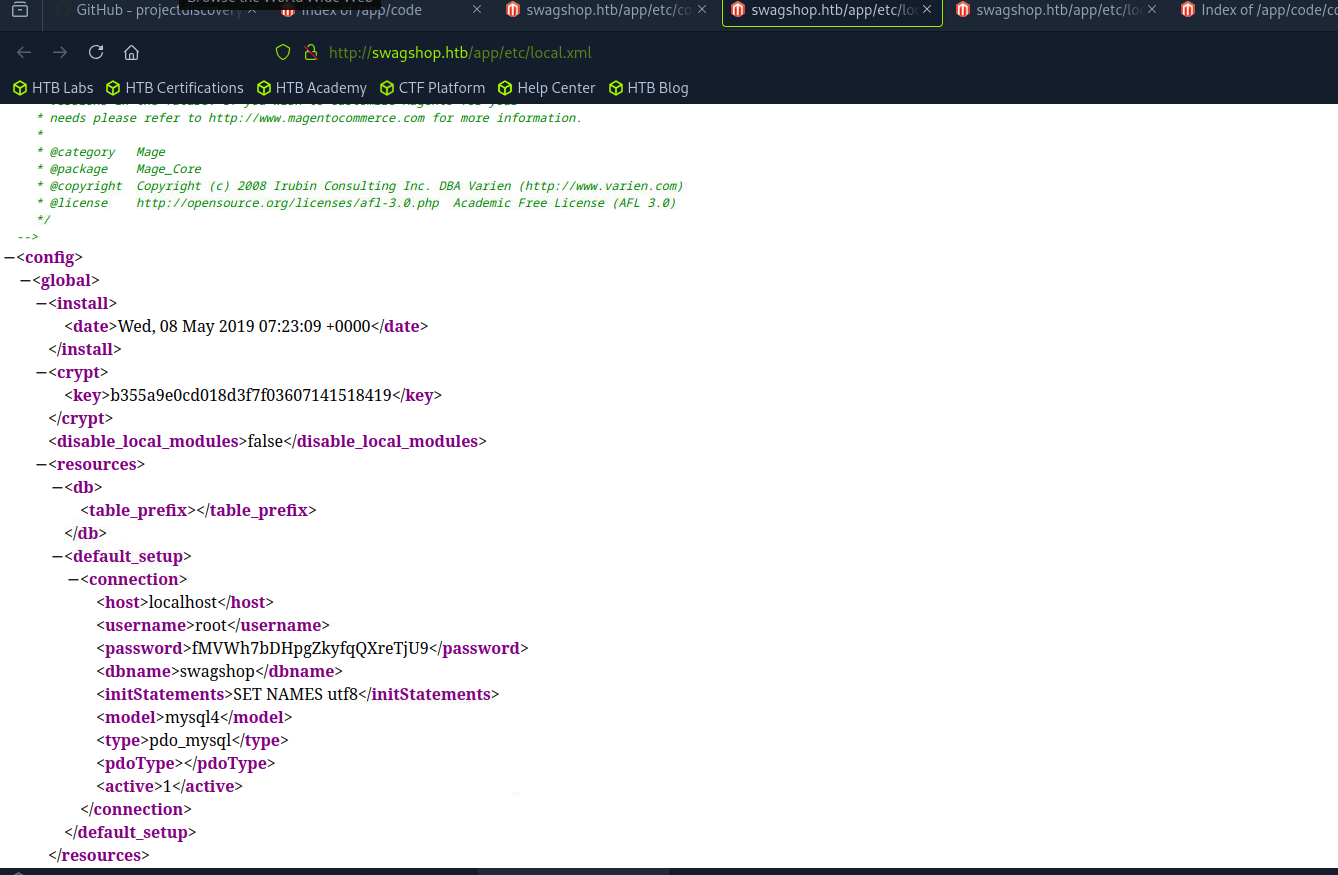 Browse the World Wide Web
GitHub - projectdiscovery
Index of /app/code
swagshop.htb/app/etc/co
swagshop.htb/app/etc/loc
swagshop.htb/app/etc/loc
Index of /app/code/co
http://swagshop.htb/app/etc/local.xml
HTB Labs HTB Certifications HTB Academy CTF Platform Help Center HTB Blog
* needs please refer to http://www.magentocommerce.com for more information.
*
* @category Mage
* @package Mage_Core
* @copyright Copyright (c) 2008 Irubin Consulting Inc. DBA Varien (http://www.varien.com)
* @license http://opensource.org/licenses/afl-3.0.php Academic Free License (AFL 3.0)
*/
-->
−<config>
−<global>
−<install>
<date>Wed, 08 May 2019 07:23:09 +0000</date>
</install>
−<crypt>
<key>b355a9e0cd018d3f7f03607141518419</key>
</crypt>
<disable_local_modules>false</disable_local_modules>
−<resources>
−<db>
<table_prefix></table_prefix>
</db>
−<default_setup>
−<connection>
<host>localhost</host>
<username>root</username>
<password>fMVWh7bDHpgZkyfqQXreTjU9</password>
<dbname>swagshop</dbname>
<initStatements>SET NAMES utf8</initStatements>
<model>mysql4</model>
<type>pdo_mysql</type>
<pdoType></pdoType>
<active>1</active>
</connection>
</default_setup>
</resources>